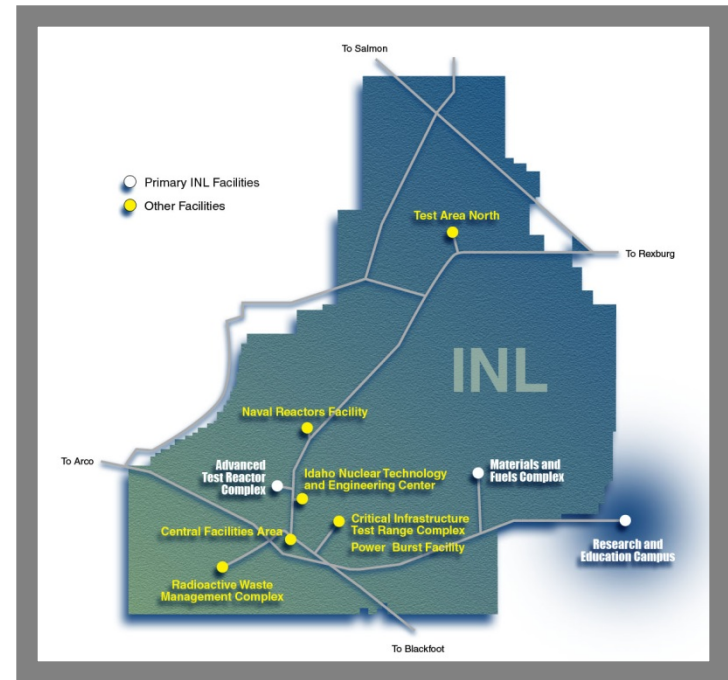 To Salmon
Primary INL Facilities
Other Facilities
Test Area North
To Rexburg
INL
Naval Reactors Facility
To Arco
Advanced
Test Reactor
Complex
Idaho Nuclear Technology
and Engineering Center
Materials and
Fuels Complex
Central Facilities Area
Critical Infrastructure
Test Range Complex
Power Burst Facility
Research and
Education Campus
Radioactive Waste
Management Complex
To Blackfoot